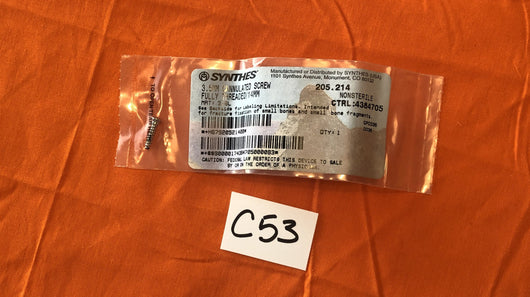 SYNTHES®
Manufactured or Distributed by SYNTHES (USA)
1101 Synthes Avenue, Monument, CO 80132
3.5MM CANNULATED SCREW
205.214
FULLY THREADED/14MM
NONSTERILE
CTRL:4384705
See Backside for Labeling Limitations. Intended
for fracture fixation of small bones and small bone fragments.
*+H67920521480*
QTY: 1
CAUTION: FEDERAL LAW RESTRICTS THIS DEVICE TO SALE
BY OR ON THE ORDER OF A PHYSICIAN.
C53